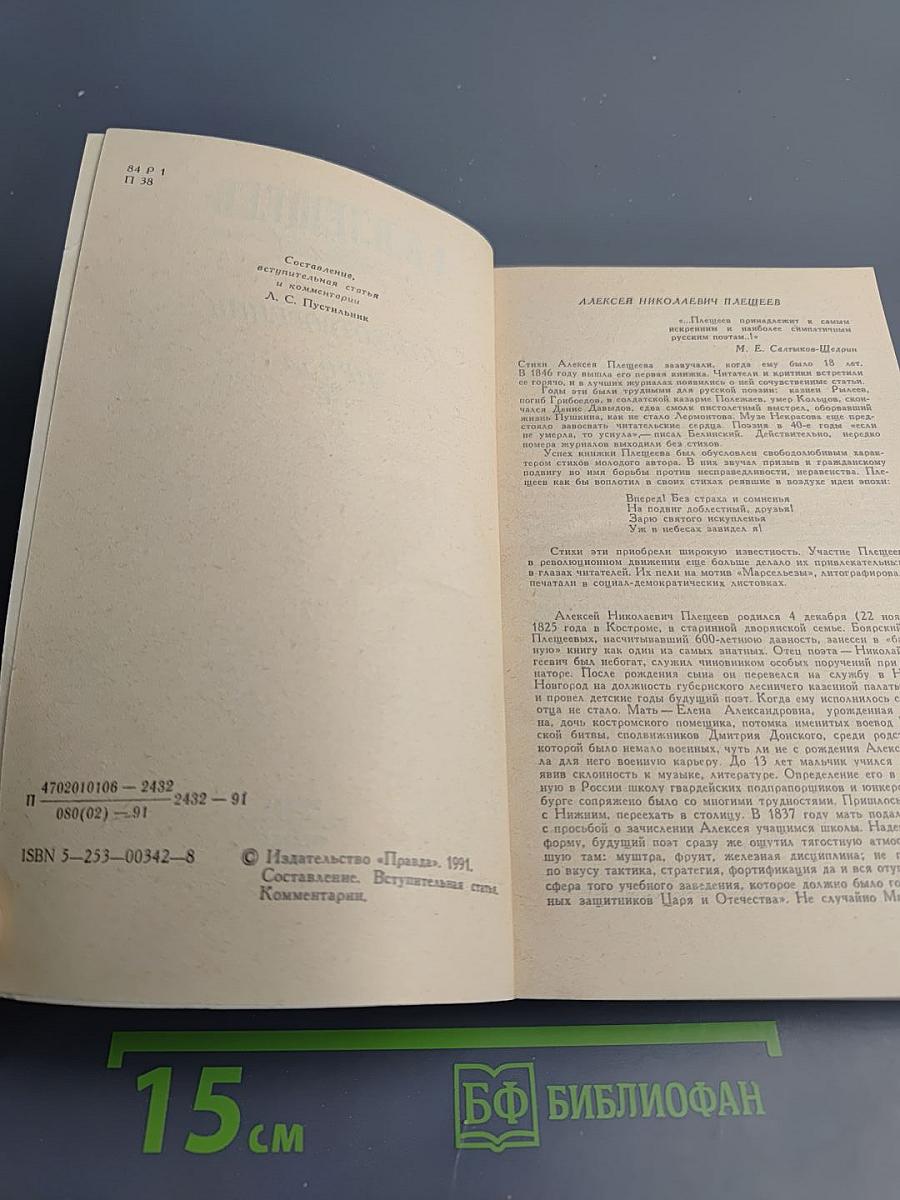 84 Р 1
П 38
Составление,
вступительная статья
и комментарии
Л. С. Пустильник
П 4702010106 — 2432
080(02) — 91
2432 — 91
ISBN 5—253—00342—8
© Издательство «Правда», 1991.
Составление. Вступительная статья.
Комментарии.
АЛЕКСЕЙ НИКОЛАЕВИЧ ПЛЕЩЕЕВ
«...Плещеев принадлежит к самым
искренним и наиболее симпатичным
русским поэтам..!»
М. Е. Салтыков-Щедрин
Стихи Алексея Плещеева зазвучали, когда ему было 18 лет.
В 1846 году вышла его первая книжка. Читатели и критики встретили
ее горячо, и в лучших журналах появились о ней сочувственные статьи.
Годы эти были трудными для русской поэзии: казнен Рылеев,
погиб Грибоедов, в солдатской казарме Полежаев, умер Кольцов, скон-
чался Денис Давыдов, едва смолк пистолетный выстрел, оборвавший
жизнь Пушкина, как не стало Лермонтова. Музе Некрасова еще пред-
стояло завоевать читательские сердца. Поэзия в 40-е годы «если
не умерла, то уснула»,— писал Белинский. Действительно, нередко
номера журналов выходили без стихов.
Успех книжки Плещеева был обусловлен свободолюбивым харак-
тером стихов молодого автора. В них звучал призыв к гражданскому
подвигу во имя борьбы против несправедливости, неравенства. Пле-
щеев как бы воплотил в своих стихах реявшие в воздухе идеи эпохи:
Вперед! Без страха и сомненья
На подвиг доблестный, друзья!
Зарю святого искупленья
Уж в небесах завидел я!
Стихи эти приобрели широкую известность. Участие Плещее
в революционном движении еще больше делало их привлекательны
в глазах читателей. Их пели на мотив «Марсельезы», литографирова
печатали в социал-демократических листовках.
Алексей Николаевич Плещеев родился 4 декабря (22 ноя
1825 года в Костроме, в старинной дворянской семье. Боярский
Плещеевых, насчитывавший 600-летнюю давность, занесен в «ба
ную» книгу как один из самых знатных. Отец поэта — Николай
геевич был небогат, служил чиновником особых поручений при
наторе. После рождения сына он перевелся на службу в Н
Новгород на должность губернского лесничего казенной палаты
и провел детские годы будущий поэт. Когда ему исполнилось с
отца не стало. Мать — Елена Александровна, урожденная
на, дочь костромского помещика, потомка именитых воевод
ской битвы, сподвижников Дмитрия Донского, среди родст
которой было немало военных, чуть ли не с рождения Алекс
ла для него военную карьеру. До 13 лет мальчик учился
явив склонность к музыке, литературе. Определение его в
ную в России школу гвардейских подпрапорщиков и юнкеро
бурге сопряжено было со многими трудностями. Пришлось
с Нижним, переехать в столицу. В 1837 году мать подал
с просьбой о зачислении Алексея учащимся школы. Наде
форму, будущий поэт сразу же ощутил тягостную атмос
шую там: муштра, фрунт, железная дисциплина; не п
по вкусу тактика, стратегия, фортификация да и вся оту
сфера того учебного заведения, которое должно было го
ных защитников Царя и Отечества». Не случайно Ми
15 см
БФ БИБЛИОФАН